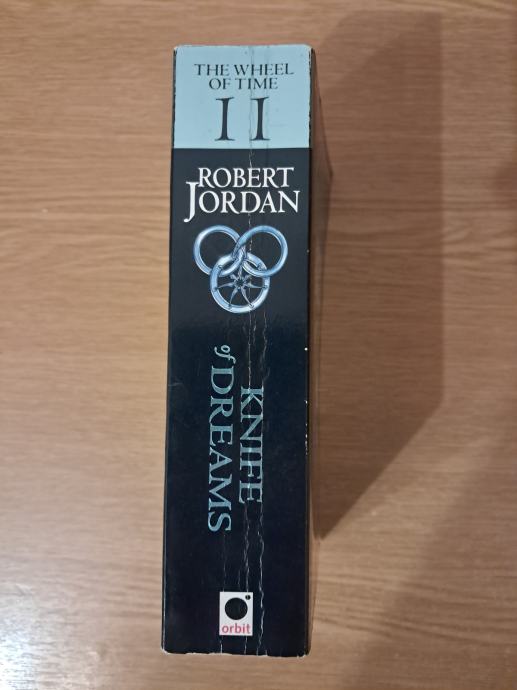 THE WHEEL
OF TIME
11
ROBERT
JORDAN
KNIFE
of DREAMS
orbit